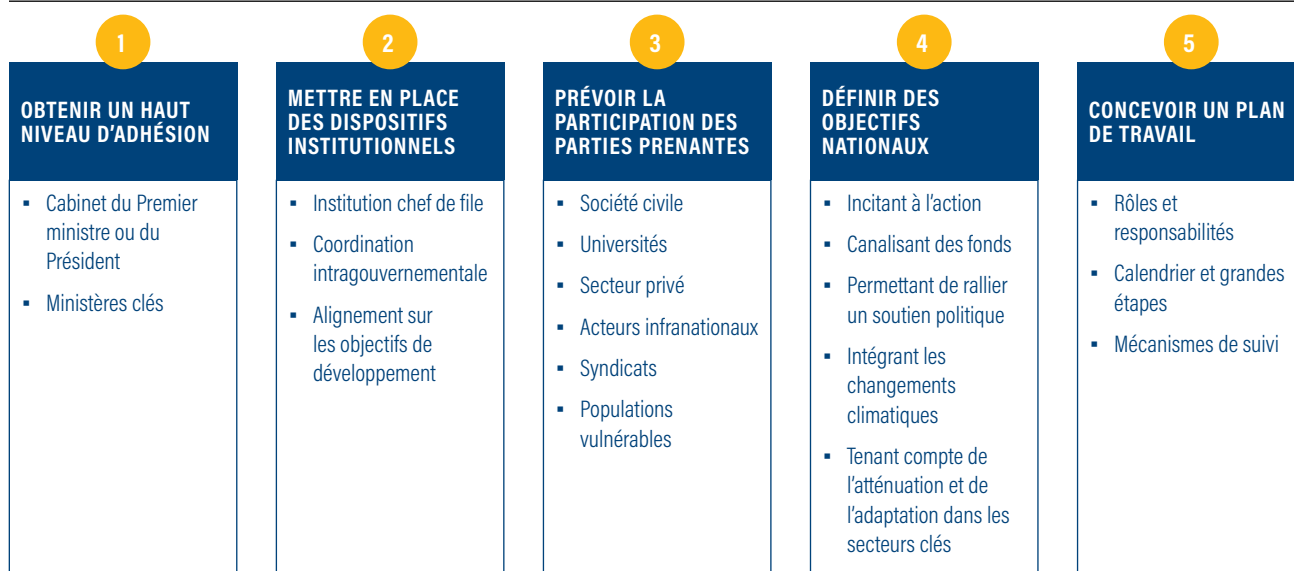 1
OBTENIR UN HAUT
NIVEAU D'ADHÉSION
▪ Cabinet du Premier
ministre ou du
Président
▪ Ministères clés
2
METTRE EN PLACE
DES DISPOSITIFS
INSTITUTIONNELS
▪ Institution chef de file
▪ Coordination
intragouvernementale
▪ Alignement sur
les objectifs de
développement
3
PRÉVOIR LA
PARTICIPATION DES
PARTIES PRENANTES
▪ Société civile
▪ Universités
▪ Secteur privé
▪ Acteurs infranationaux
▪ Syndicats
▪ Populations
vulnérables
4
DÉFINIR DES
OBJECTIFS
NATIONAUX
▪ Incitant à l'action
▪ Canalisant des fonds
▪ Permettant de rallier
un soutien politique
▪ Intégrant les
changements
climatiques
▪ Tenant compte de
l'atténuation et de
l'adaptation dans les
secteurs clés
5
CONCEVOIR UN PLAN
DE TRAVAIL
▪ Rôles et
responsabilités
▪ Calendrier et grandes
étapes
▪ Mécanismes de suivi